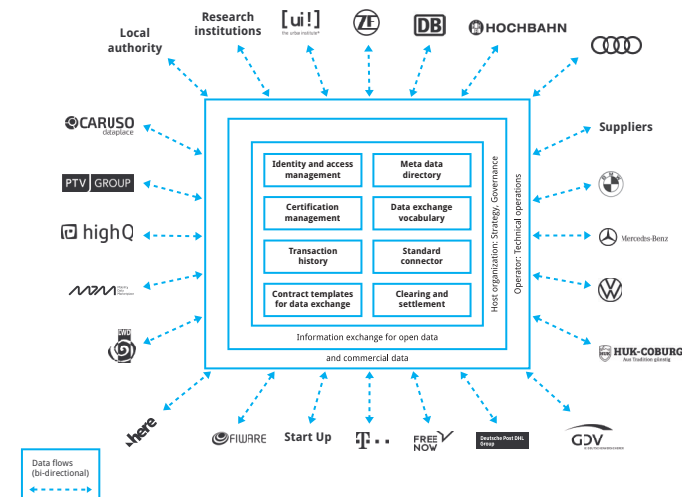 Local
authority
Research
institutions
[ui!]
the urban institute®
ZF
DB
HOCHBAHN
CARUSO
dataplace
PTV GROUP
highQ
Suppliers
Mercedes-Benz
HUK-COBURG
Aus Tradition günstig
Identity and access
management
Meta data
directory
Certification
management
Data exchange
vocabulary
Transaction
history
Standard
connector
Contract templates
for data exchange
Clearing and
settlement
Host organization: Strategy, Governance
Operator: Technical operations
Information exchange for open data
and commercial data
here
FIWARE
Start Up
T
FREE
NOW
Deutsche Post DHL
Group
GDV
Data flows
(bi-directional)